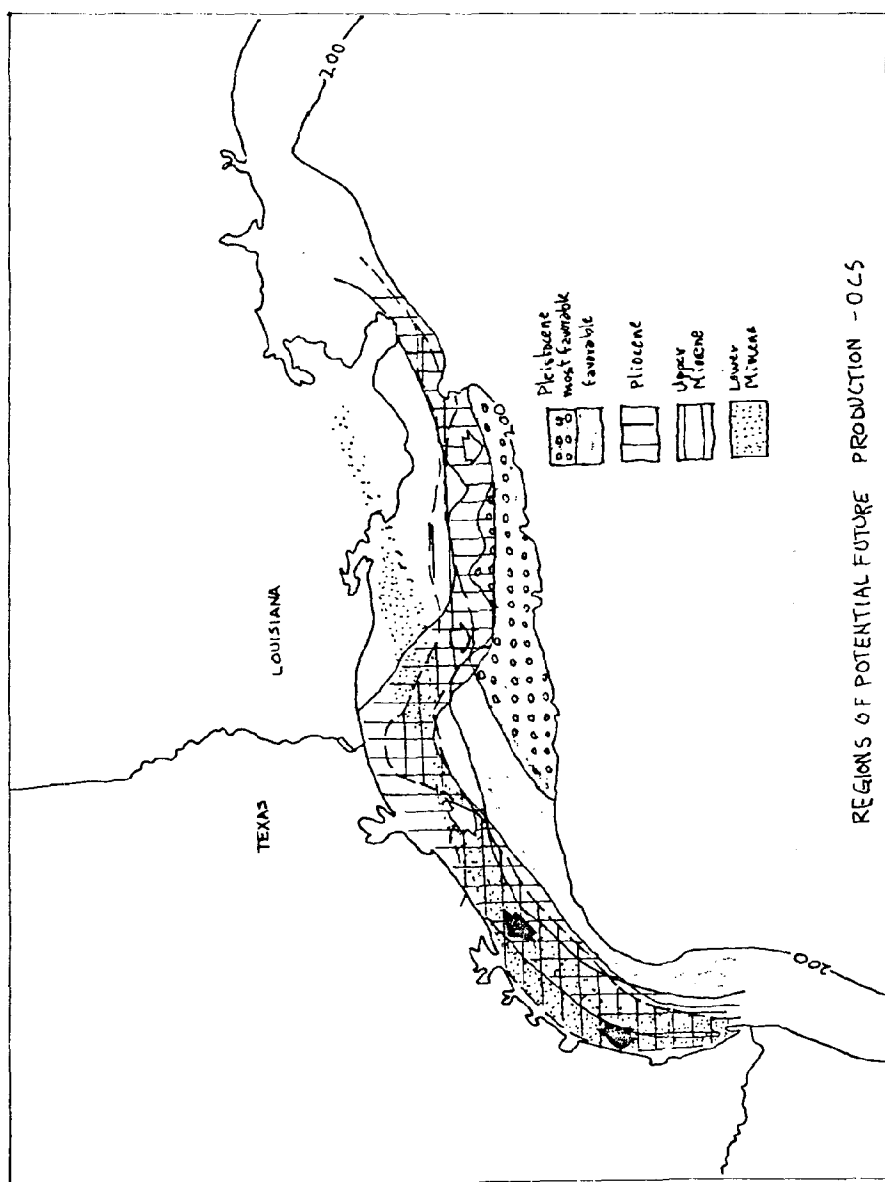 TEXAS
LOUISIANA
200
200
200
Pleistocene
most favorable
favorable
Pliocene
Upper
Miocene
Lower
Miocene
REGIONS OF POTENTIAL FUTURE PRODUCTION - OCS